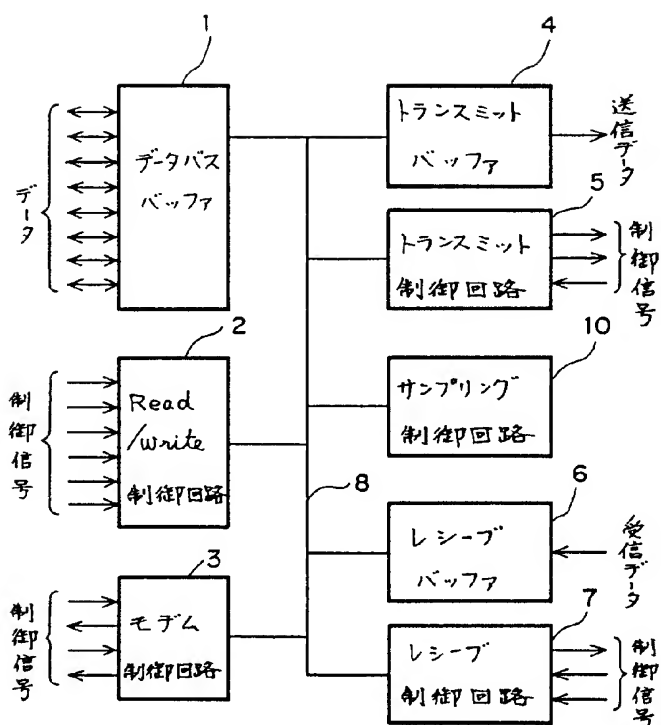 1
データ
データバス
バッファ
2
制御信号
Read
/write
制御回路
3
制御信号
モデム
制御回路
8
4
トランスミット
バッファ
送信データ
5
トランスミット
制御回路
制御信号
10
サンプリング
制御回路
6
レシーブ
バッファ
受信データ
7
レシーブ
制御回路
制御信号